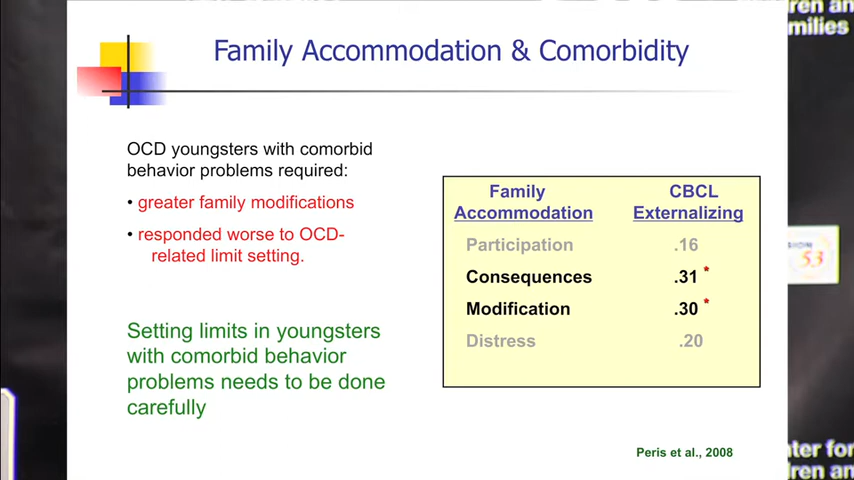 Family Accommodation & Comorbidity
OCD youngsters with comorbid
behavior problems required:
• greater family modifications
• responded worse to OCD-
related limit setting.
Setting limits in youngsters
with comorbid behavior
problems needs to be done
carefully
Family CBCL
Accommodation Externalizing
Participation .16
Consequences .31 *
Modification .30 *
Distress .20
Peris et al., 2008
milies
53